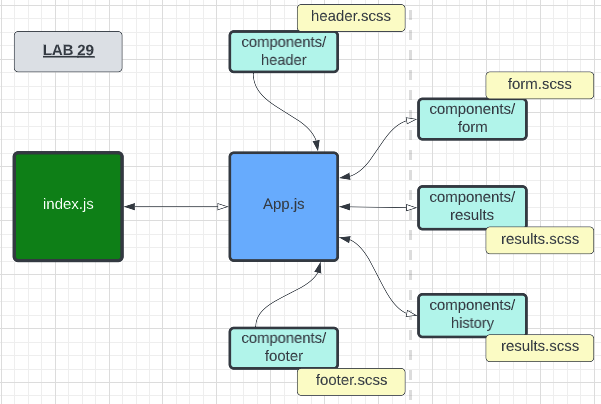 header.scss
LAB 29
components/
header
form.scss
components/
form
index.js
App.js
components/
results
results.scss
components/
history
results.scss
components/
footer
footer.scss